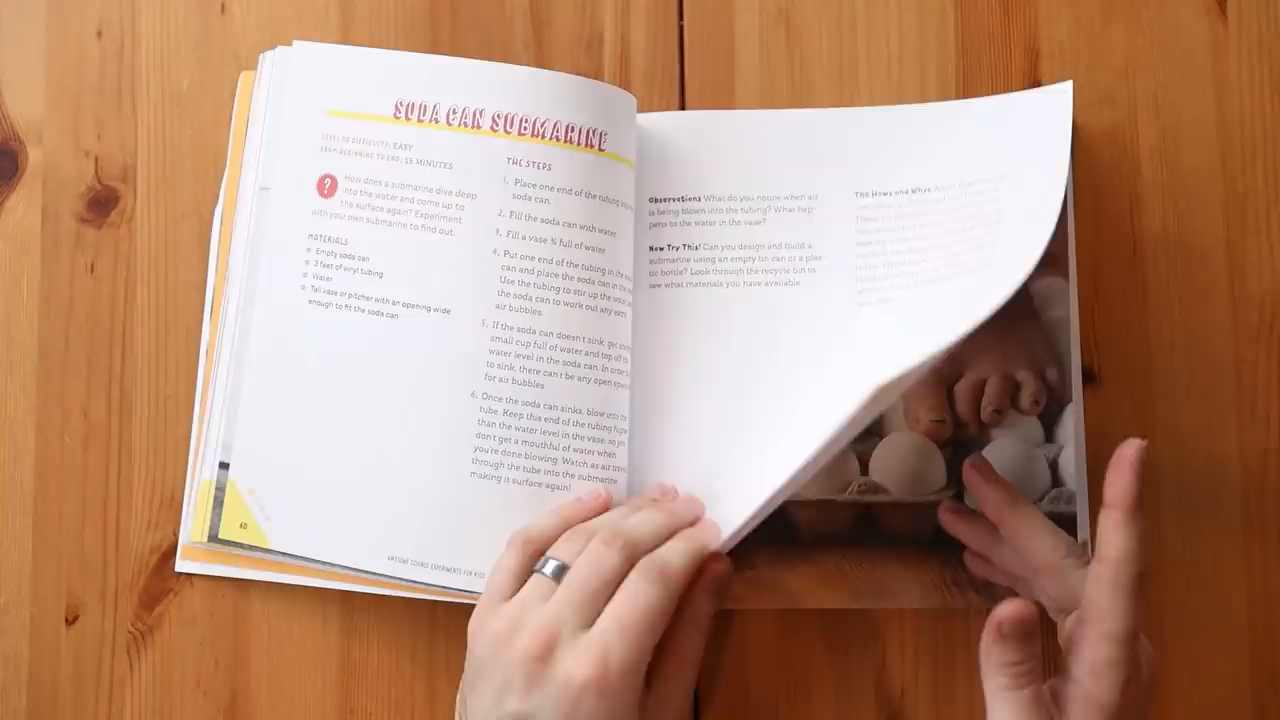 SODA CAN SUBMARINE
LEVEL OF DIFFICULTY: EASY
FROM BEGINNING TO END: 15 MINUTES
?
How does a submarine dive deep
into the water and come up to
the surface again? Experiment
with your own submarine to find out.
MATERIALS
Empty soda can
3 feet of vinyl tubing
Water
Tall vase or pitcher with an opening wide
enough to fit the soda can
THE STEPS
1. Place one end of the tubing
soda can.
2. Fill the soda can with water.
3. Fill a vase ¾ full of water
4. Put one end of the tubing in the
can and place the soda can in the
Use the tubing to stir up the water
the soda can to work out any extra
air bubbles.
5. If the soda can doesn't sink, get
small cup full of water and top off the
water level in the soda can. In order
to sink, there can't be any open space
for air bubbles
6. Once the soda can sinks, blow into the
tube. Keep this end of the tubing higher
than the water level in the vase, so you
don't get a mouthful of water when
you're done blowing. Watch as air
through the tube into the submarine
making it surface again!
60
AWESOME SCIENCE EXPERIMENTS FOR KIDS
Observations What do you notice when air
is being blown into the tubing? What hap-
pens to the water in the vase?
Now Try This! Can you design and build a
submarine using an empty tin can or a plas-
tic bottle? Look through the recycle bin to
see what materials you have available.
The Hows and Whys